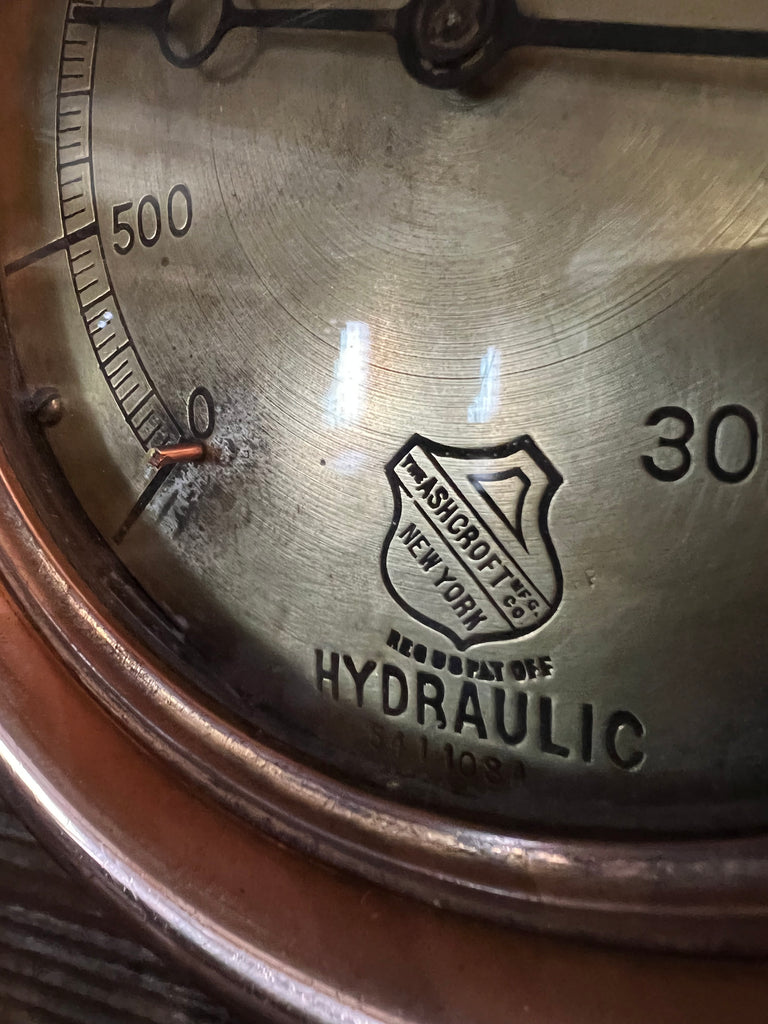 500
0
30
THE ASHCROFT MFG. CO
NEW YORK
REG US PAT OFF
HYDRAULIC